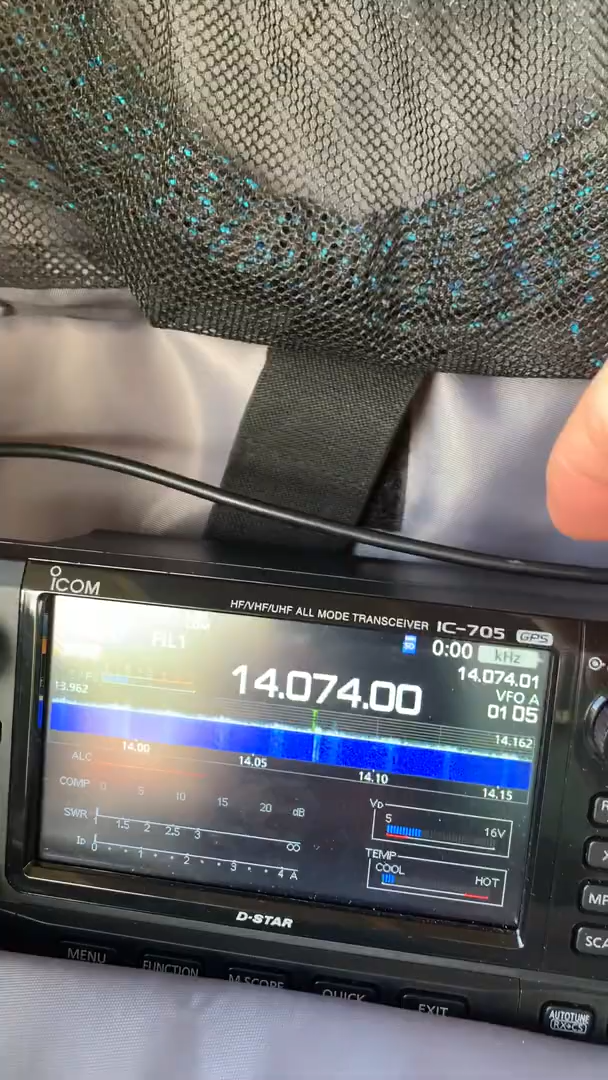 ICOM
HF/VHF/UHF ALL MODE TRANSCEIVER IC-705 GPS
FIL1
0:00 kHz
14.074.00
14.074.01
VFO A
01 05
13.962
14.162
14.00 14.05 14.10 14.15
ALC
COMP 0 5 10 15 20 dB
SWR 1 1.5 2 2.5 3 ∞
ID 0 1 2 3 4 A
VD
5 16V
TEMP
COOL HOT
D-STAR
MENU FUNCTION M.SCOPE QUICK EXIT
AUTOTUNE
RX→CS
SCA